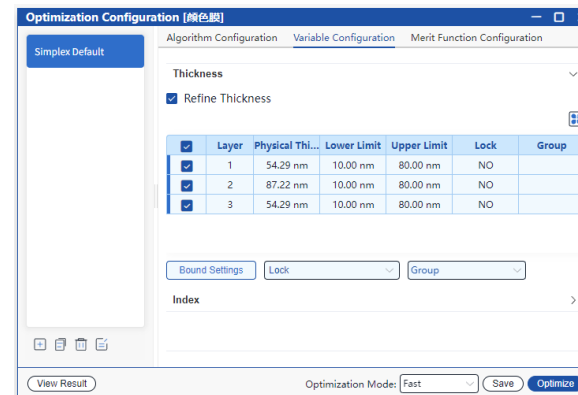 Optimization Configuration [颜色膜]
Simplex Default
Algorithm Configuration Variable Configuration Merit Function Configuration
Thickness
Refine Thickness
Layer Physical Thi... Lower Limit Upper Limit Lock Group
1 54.29 nm 10.00 nm 80.00 nm NO
2 87.22 nm 10.00 nm 80.00 nm NO
3 54.29 nm 10.00 nm 80.00 nm NO
Bound Settings Lock Group
Index
View Result Optimization Mode: Fast Save Optimize